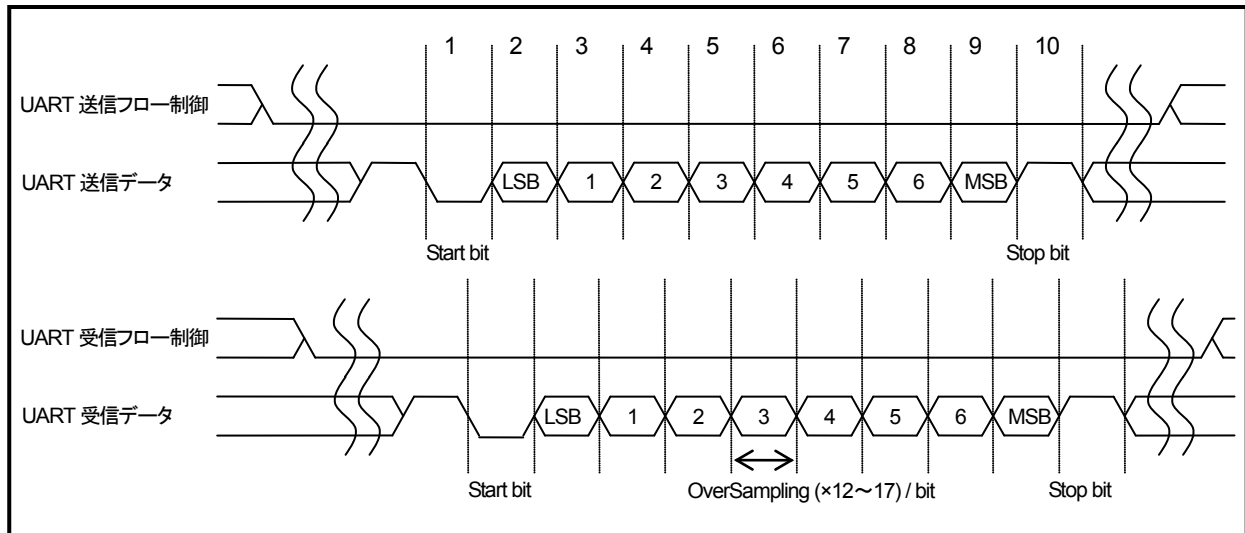 1 2 3 4 5 6 7 8 9 10
UART 送信フロー制御
UART 送信データ
LSB 1 2 3 4 5 6 MSB
Start bit Stop bit
UART 受信フロー制御
UART 受信データ
LSB 1 2 3 4 5 6 MSB
Start bit OverSampling (×12～17) / bit Stop bit